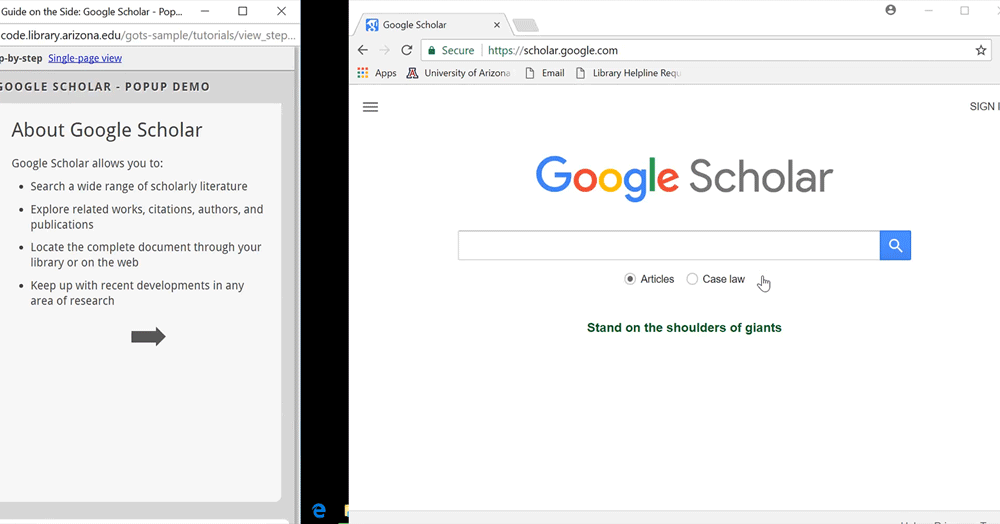 Guide on the Side: Google Scholar - Pop...
code.library.arizona.edu/gots-sample/tutorials/view_step...
p-by-step Single-page view
GOOGLE SCHOLAR - POPUP DEMO
About Google Scholar
Google Scholar allows you to:
• Search a wide range of scholarly literature
• Explore related works, citations, authors, and
publications
• Locate the complete document through your
library or on the web
• Keep up with recent developments in any
area of research
Google Scholar
Secure https://scholar.google.com
Apps University of Arizona Email Library Helpline Requ
SIGN I
Google Scholar
Articles Case law
Stand on the shoulders of giants